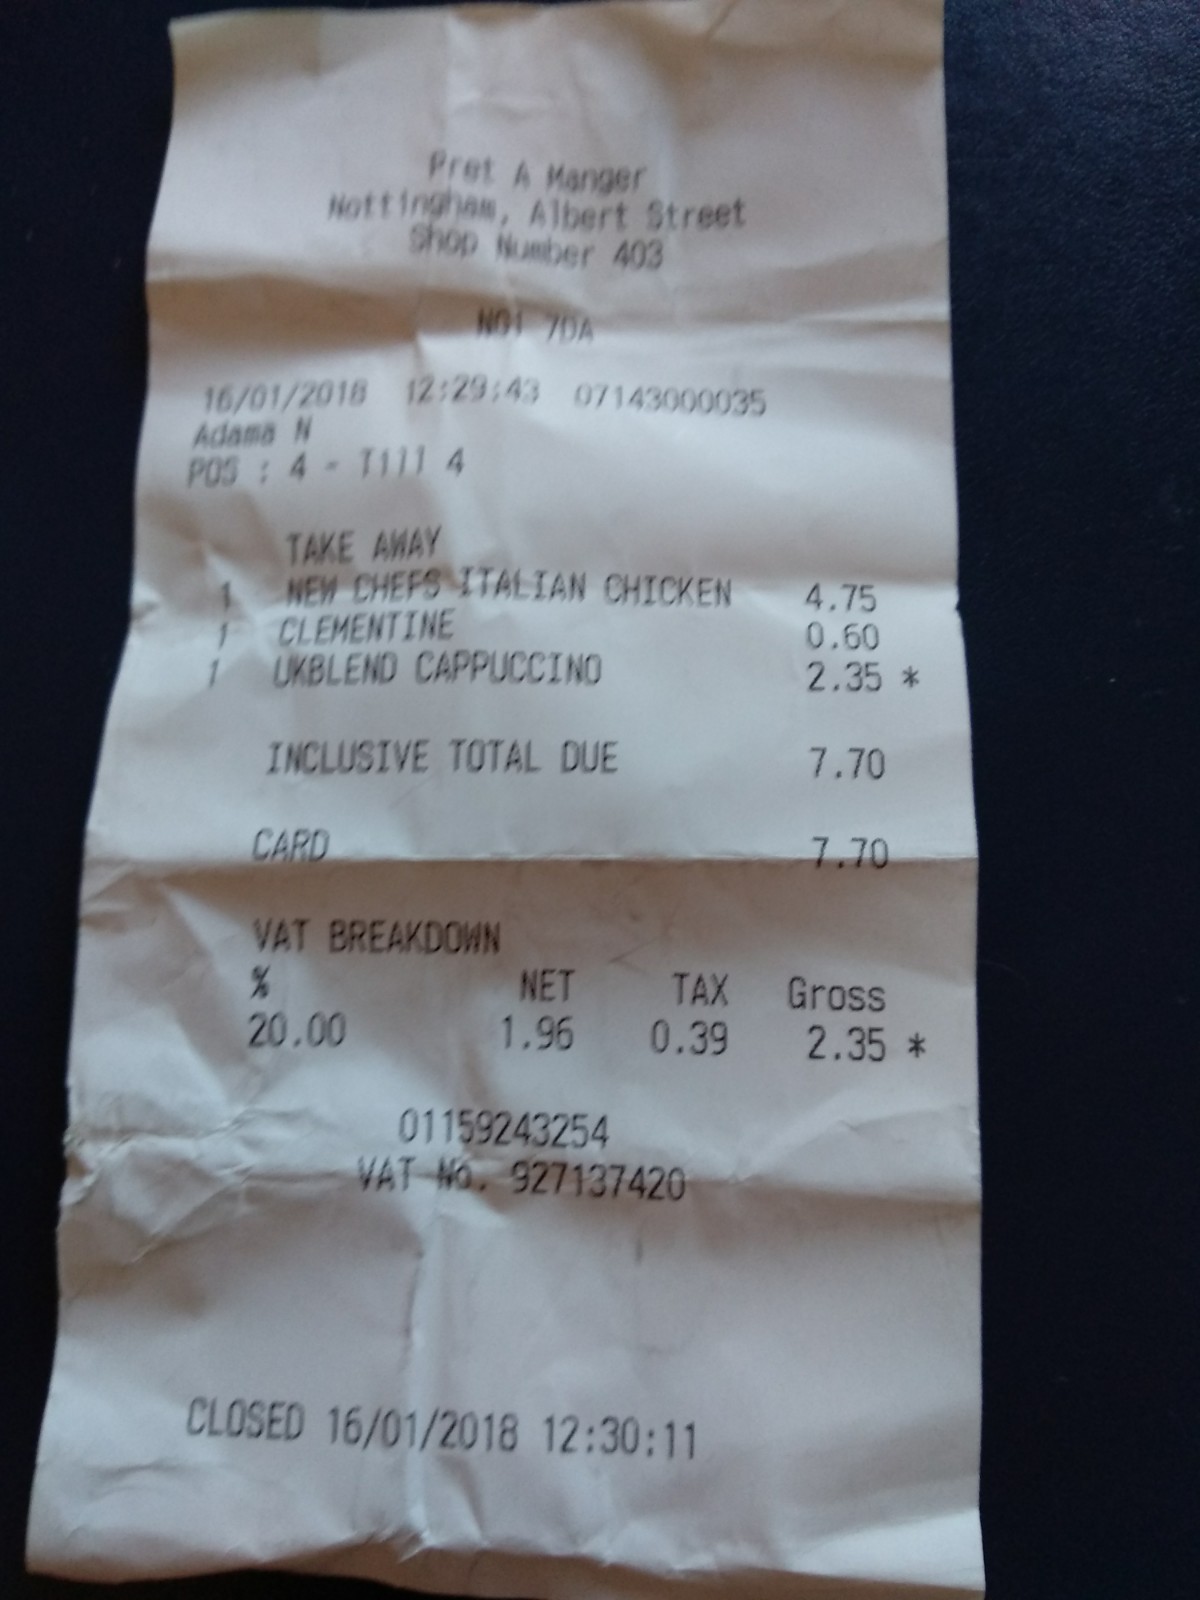 Pret A Manger
Nottingham, Albert Street
Shop Number 403
NG1 7DA
16/01/2018 12:29:43 07143000035
Adama N
POS : 4 - Till 4
TAKE AWAY
1 NEW CHEFS ITALIAN CHICKEN 4.75
1 CLEMENTINE 0.60
1 UKBLEND CAPPUCCINO 2.35 *
INCLUSIVE TOTAL DUE 7.70
CARD 7.70
VAT BREAKDOWN
% NET TAX Gross
20.00 1.96 0.39 2.35 *
01159243254
VAT No. 927137420
CLOSED 16/01/2018 12:30:11